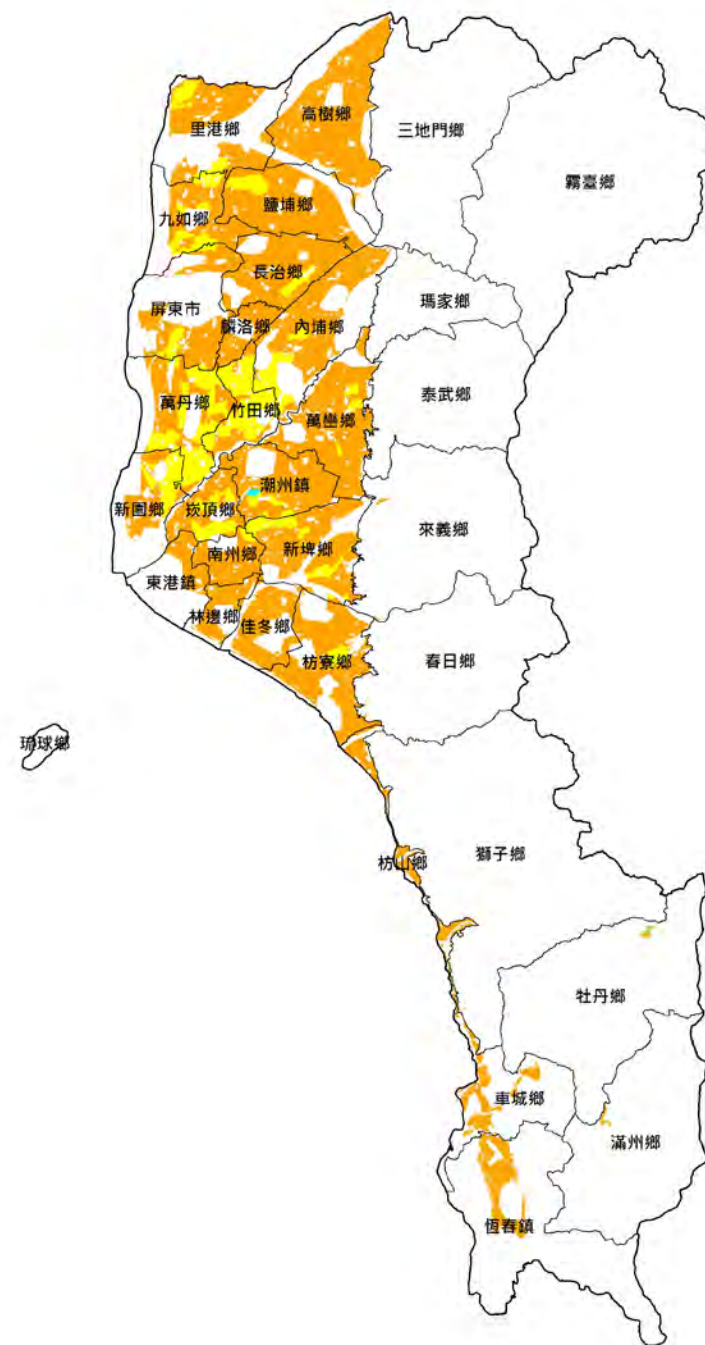 高樹鄉
里港鄉
三地門鄉
霧臺鄉
鹽埔鄉
九如鄉
長治鄉
瑪家鄉
屏東市
麟洛鄉
內埔鄉
泰武鄉
萬丹鄉
竹田鄉
萬巒鄉
潮州鎮
新園鄉
崁頂鄉
來義鄉
南州鄉
新埤鄉
東港鎮
林邊鄉
佳冬鄉
枋寮鄉
春日鄉
琉球鄉
獅子鄉
枋山鄉
牡丹鄉
車城鄉
滿州鄉
恆春鎮